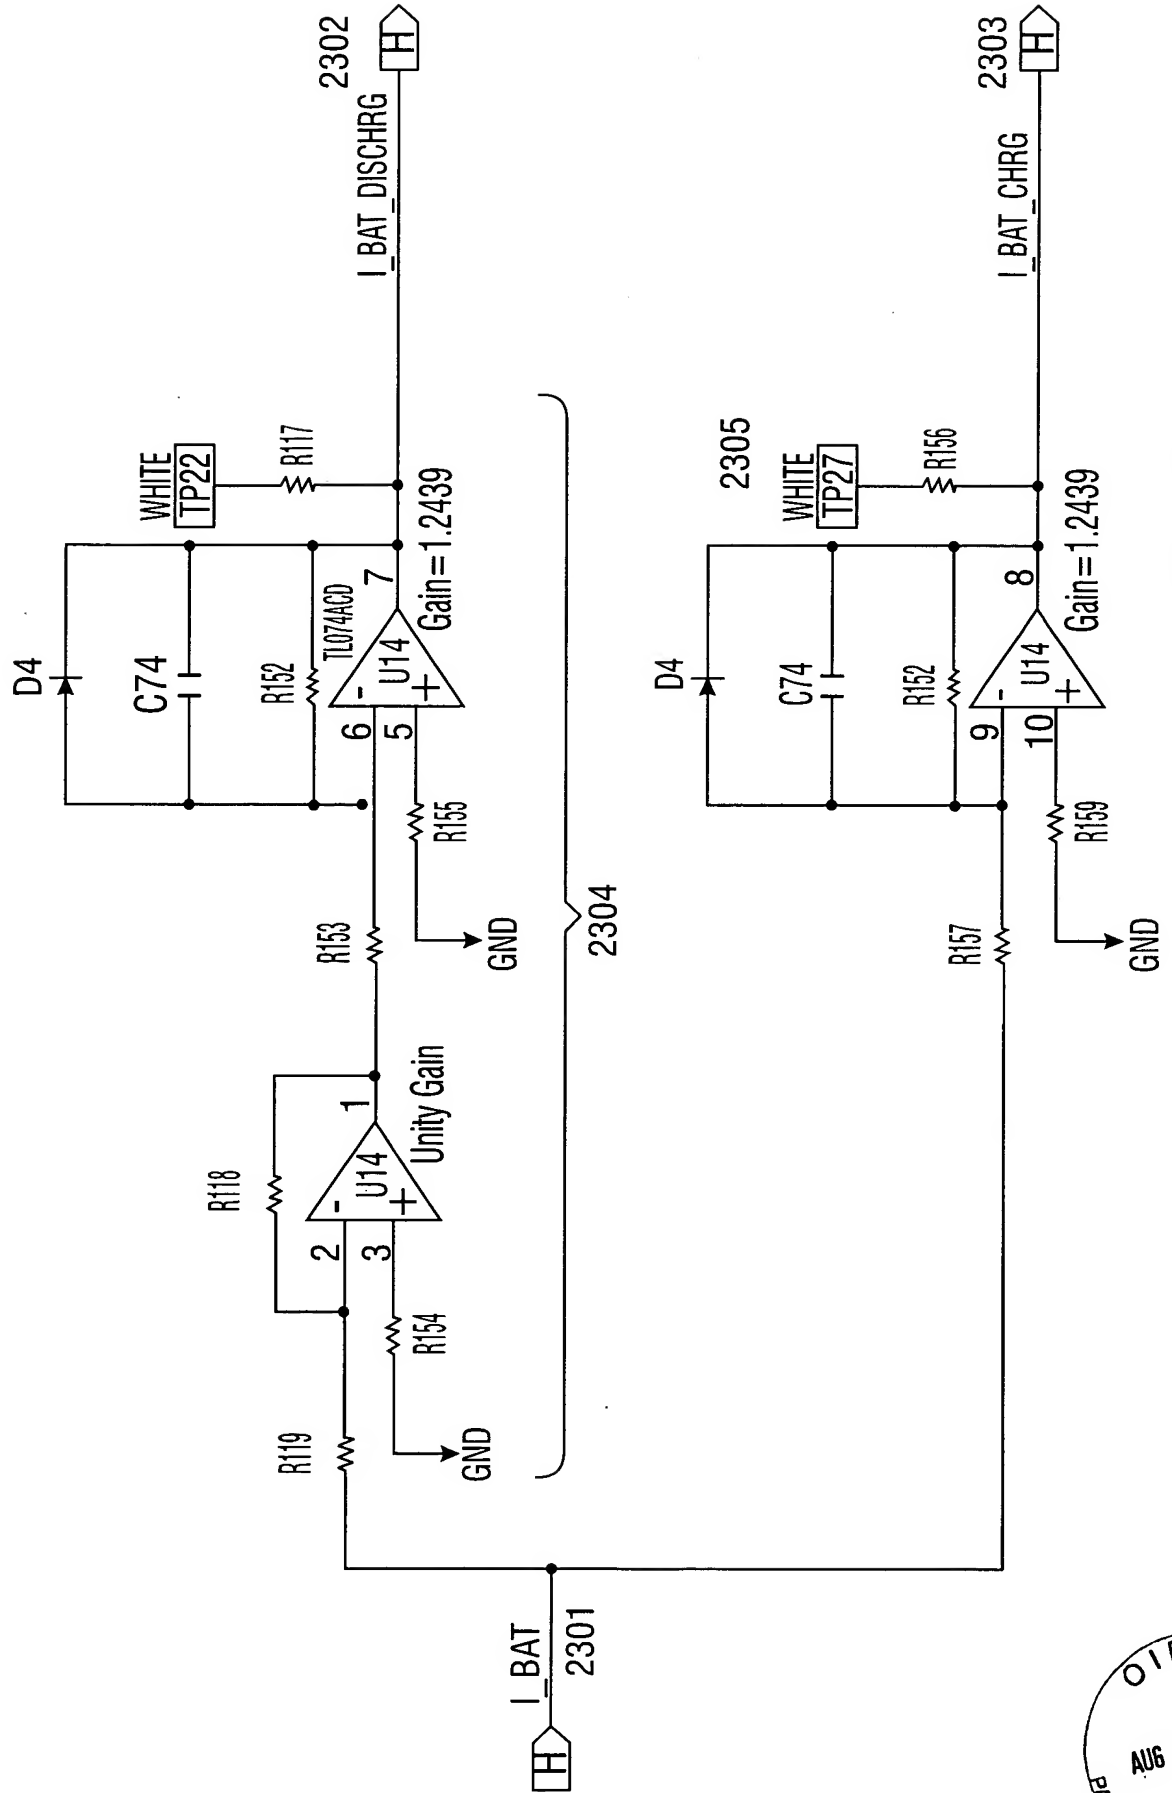 D4
C74
R152
WHITE
TP22
R117
TL074ACD
R118
R119
R153
2
-
3
+
U14
1
Unity Gain
6
-
5
+
U14
7
Gain=1.2439
I_BAT_DISCHRG
2302
H
R154
GND
R155
GND
2304
H
I_BAT
2301
D4
C74
R152
2305
WHITE
TP27
R156
R157
9
-
10
+
U14
8
Gain=1.2439
I_BAT_CHRG
2303
H
R159
GND
AUG